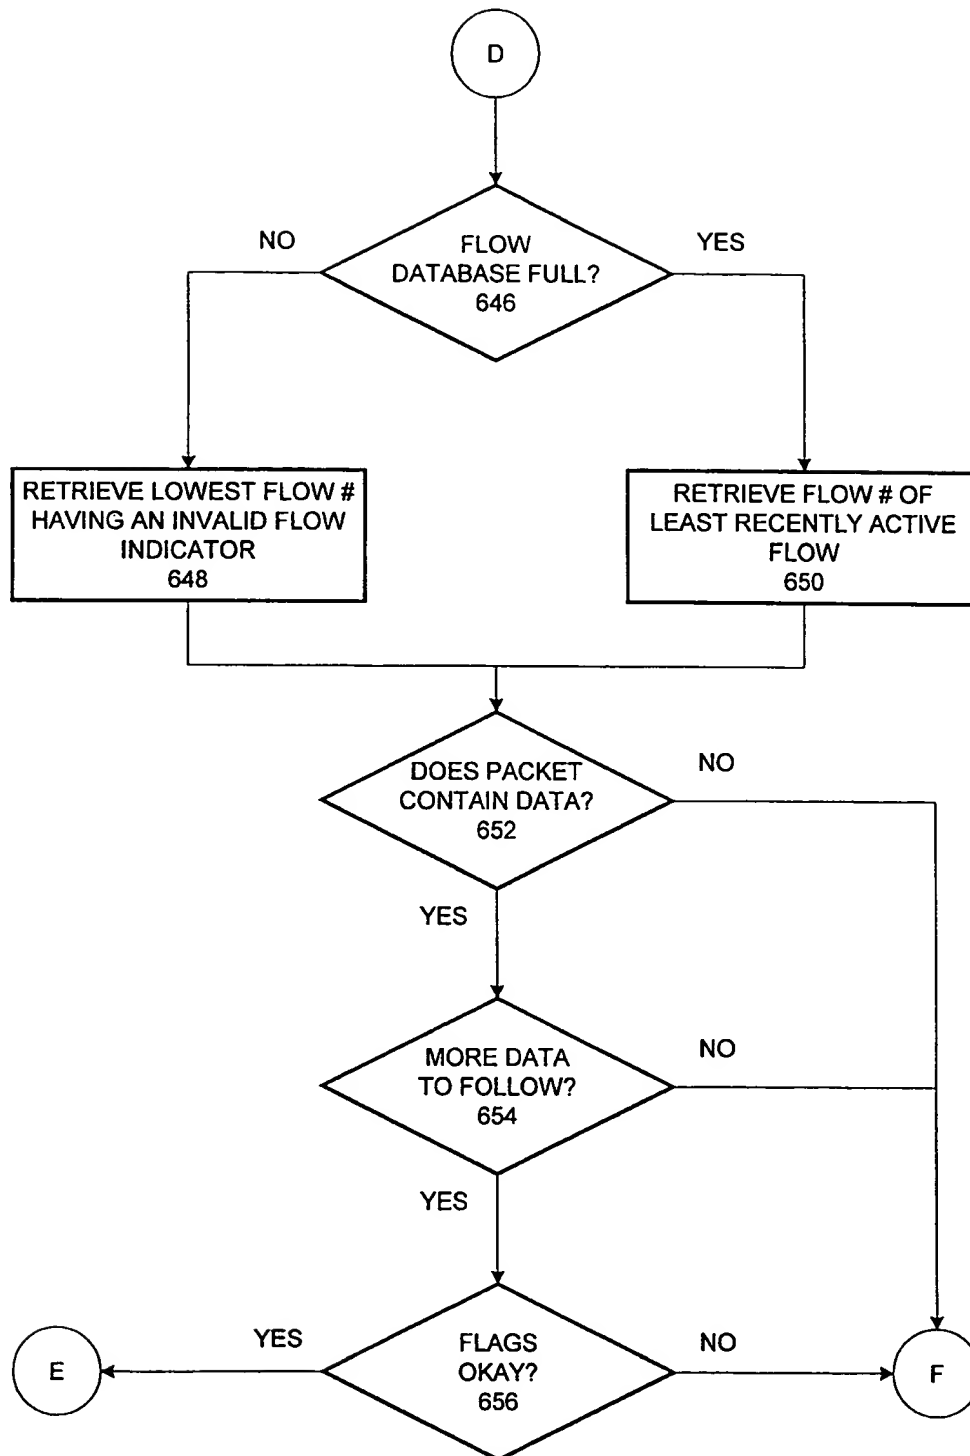 D
NO
YES
FLOW
DATABASE FULL?
646
RETRIEVE LOWEST FLOW #
HAVING AN INVALID FLOW
INDICATOR
648
RETRIEVE FLOW # OF
LEAST RECENTLY ACTIVE
FLOW
650
DOES PACKET
CONTAIN DATA?
652
NO
YES
MORE DATA
TO FOLLOW?
654
NO
YES
E
YES
FLAGS
OKAY?
656
NO
F